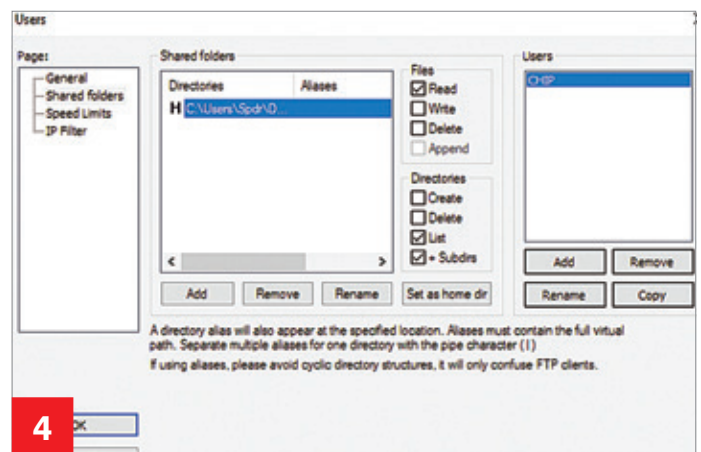 Users
Page:
General
Shared folders
Speed Limits
IP Filter
Shared folders
Directories Aliases
H C:\Users\Spdr\D...
Files
Read
Write
Delete
Append
Directories
Create
Delete
List
+ Subdirs
Add Remove Rename Set as home dir
Users
CHIP
Add Remove
Rename Copy
A directory alias will also appear at the specified location. Aliases must contain the full virtual
path. Separate multiple aliases for one directory with the pipe character (|)
If using aliases, please avoid cyclic directory structures, it will only confuse FTP clients.
4